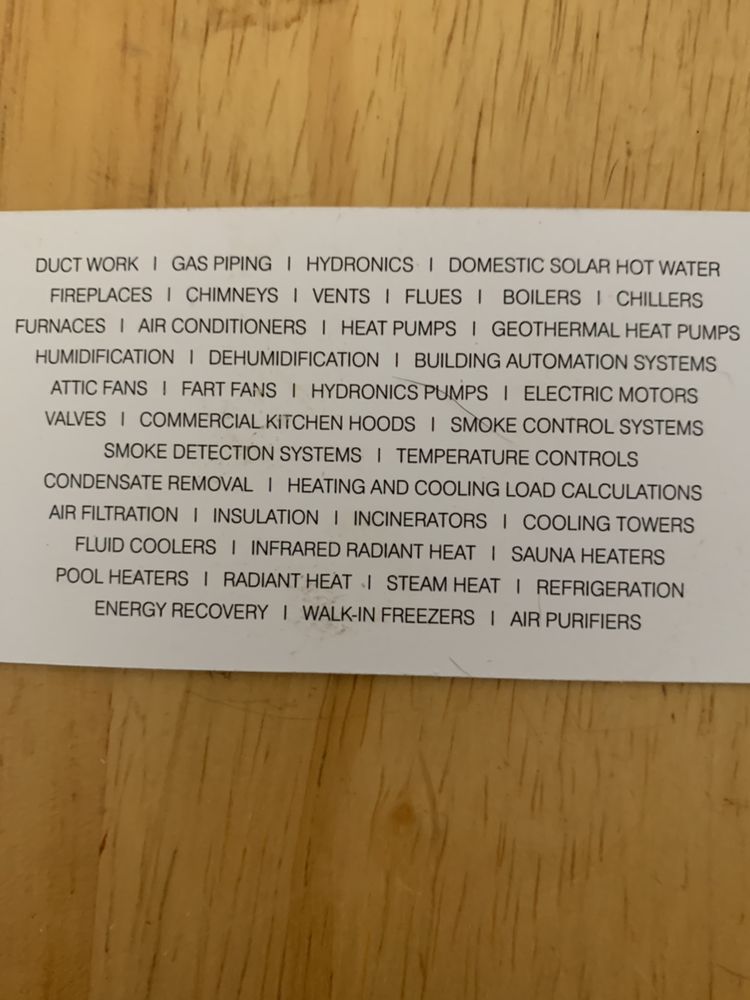 DUCT WORK | GAS PIPING | HYDRONICS | DOMESTIC SOLAR HOT WATER
FIREPLACES | CHIMNEYS | VENTS | FLUES | BOILERS | CHILLERS
FURNACES | AIR CONDITIONERS | HEAT PUMPS | GEOTHERMAL HEAT PUMPS
HUMIDIFICATION | DEHUMIDIFICATION | BUILDING AUTOMATION SYSTEMS
ATTIC FANS | FART FANS | HYDRONICS PUMPS | ELECTRIC MOTORS
VALVES | COMMERCIAL KITCHEN HOODS | SMOKE CONTROL SYSTEMS
SMOKE DETECTION SYSTEMS | TEMPERATURE CONTROLS
CONDENSATE REMOVAL | HEATING AND COOLING LOAD CALCULATIONS
AIR FILTRATION | INSULATION | INCINERATORS | COOLING TOWERS
FLUID COOLERS | INFRARED RADIANT HEAT | SAUNA HEATERS
POOL HEATERS | RADIANT HEAT | STEAM HEAT | REFRIGERATION
ENERGY RECOVERY | WALK-IN FREEZERS | AIR PURIFIERS